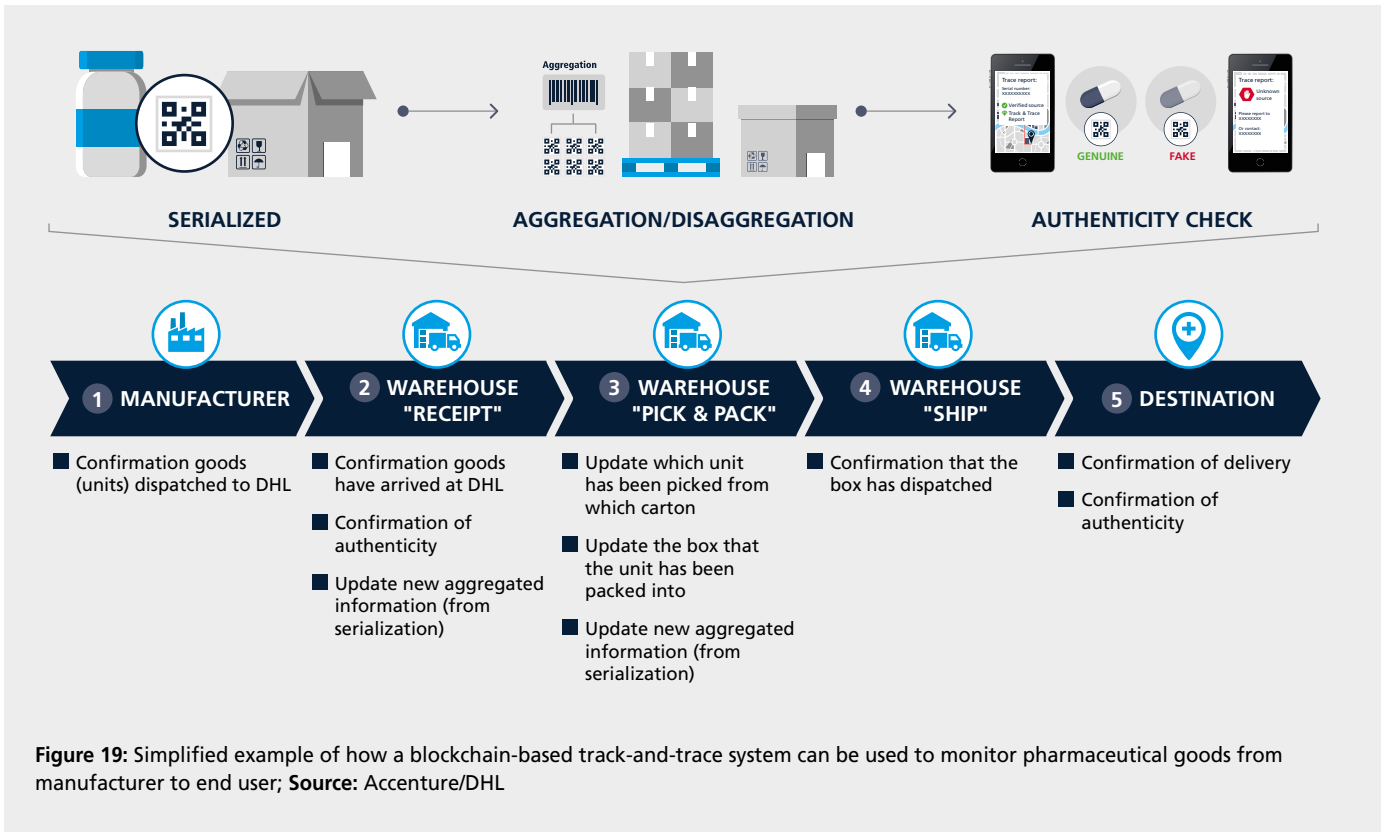 Aggregation
Trace report:
Serial number:
XXXXXXXXXX
Verified source
Track & Trace
Report
GENUINE
FAKE
Trace report:
Unknown
source
Please report to
XXXXXXXX
Or contact:
XXXXXXXX
SERIALIZED
AGGREGATION/DISAGGREGATION
AUTHENTICITY CHECK
1 MANUFACTURER
Confirmation goods
(units) dispatched to DHL
2 WAREHOUSE
"RECEIPT"
Confirmation goods
have arrived at DHL
Confirmation of
authenticity
Update new aggregated
information (from
serialization)
3 WAREHOUSE
"PICK & PACK"
Update which unit
has been picked from
which carton
Update the box that
the unit has been
packed into
Update new aggregated
information (from
serialization)
4 WAREHOUSE
"SHIP"
Confirmation that the
box has dispatched
5 DESTINATION
Confirmation of delivery
Confirmation of
authenticity
Figure 19: Simplified example of how a blockchain-based track-and-trace system can be used to monitor pharmaceutical goods from
manufacturer to end user; Source: Accenture/DHL